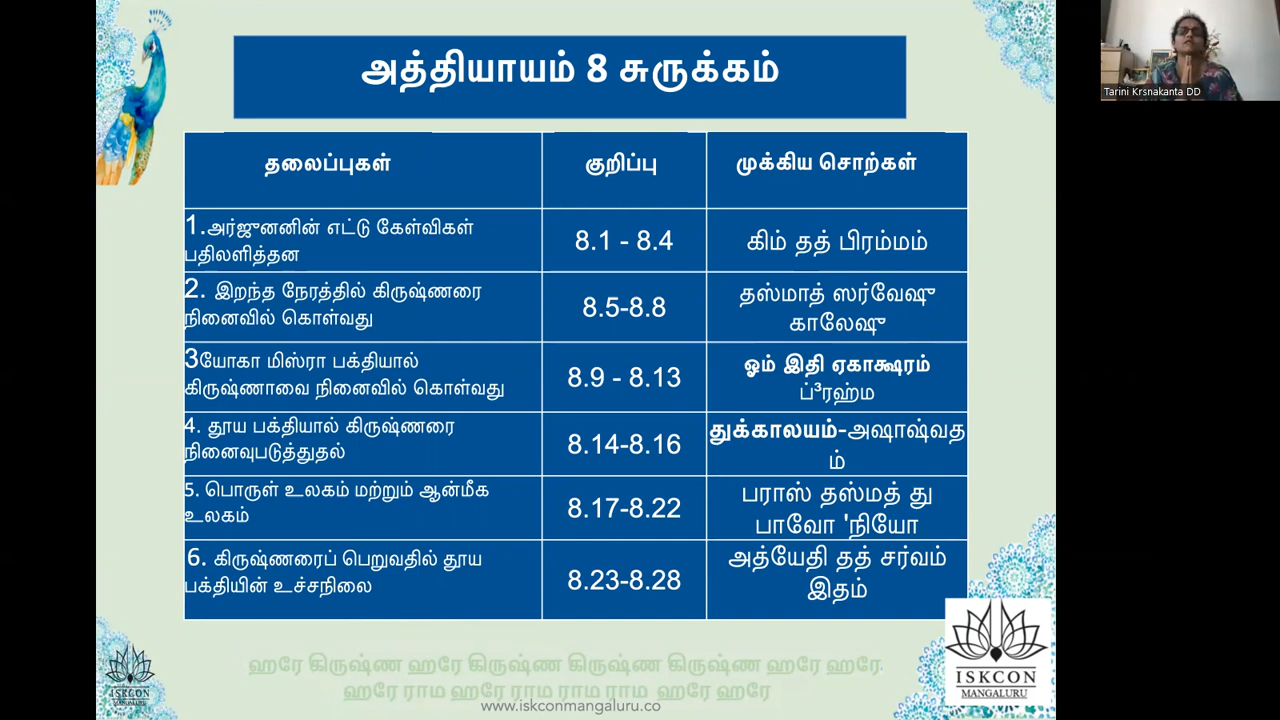 அத்தியாயம் 8 சுருக்கம்
Tarini Krsnakanta DD
தலைப்புகள்
குறிப்பு
முக்கிய சொற்கள்
1.அர்ஜுனனின் எட்டு கேள்விகள்
பதிலளித்தன
8.1 - 8.4
கிம் தத் பிரம்மம்
2. இறந்த நேரத்தில் கிருஷ்ணரை
நினைவில் கொள்வது
8.5-8.8
தஸ்மாத் ஸர்வேஷு
காலேஷு
3யோகா மிஸ்ரா பக்தியால்
கிருஷ்ணாவை நினைவில் கொள்வது
8.9 - 8.13
ஓம் இதி ஏகாக்ஷரம்
ப்³ரஹ்ம
4. தூய பக்தியால் கிருஷ்ணரை
நினைவுபடுத்துதல்
8.14-8.16
துக்காலயம்-அஷாஷ்வத
ம்
5. பொருள் உலகம் மற்றும் ஆன்மீக
உலகம்
8.17-8.22
பராஸ் தஸ்மத் து
பாவோ 'நியோ
6. கிருஷ்ணரைப் பெறுவதில் தூய
பக்தியின் உச்சநிலை
8.23-8.28
அத்யேதி தத் சர்வம்
இதம்
ஹரே கிருஷ்ண ஹரே கிருஷ்ண கிருஷ்ண கிருஷ்ண ஹரே ஹரே.
ஹரே ராம ஹரே ராம ராம ராம ஹரே ஹரே
www.iskconmangaluru.co
ISKCON
MANGALURU
ISKCON
MANGALURU